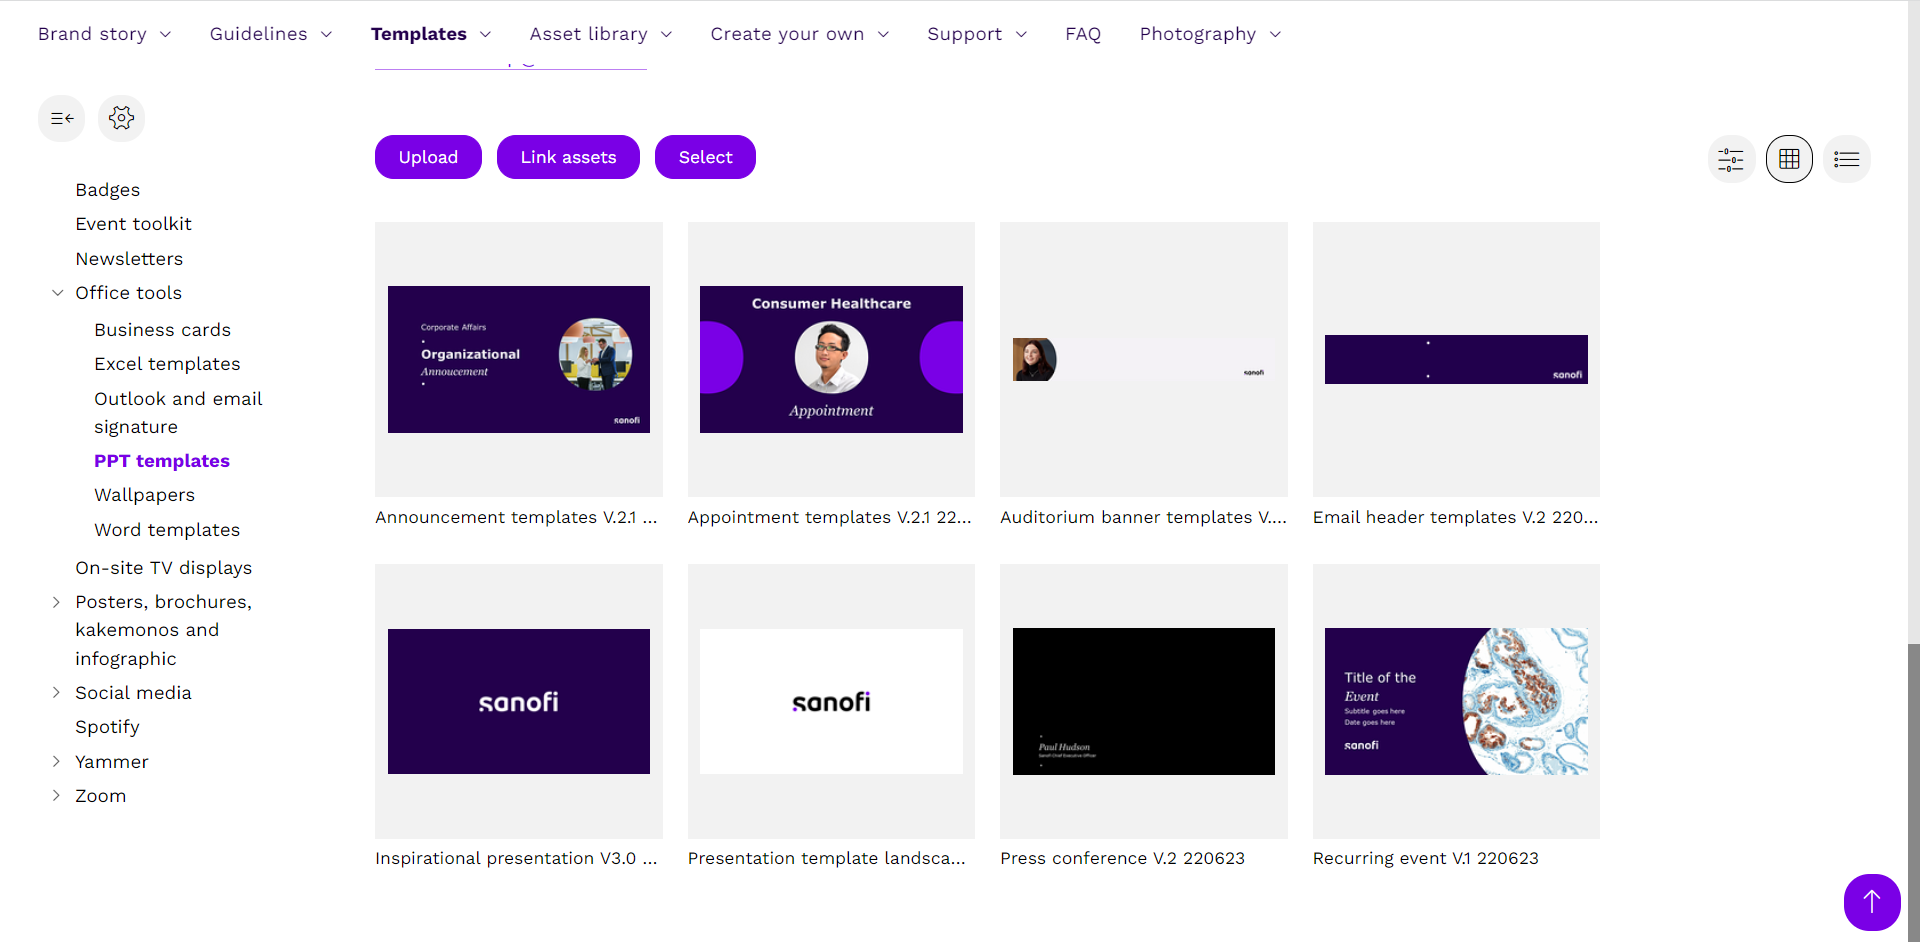 Brand story
Guidelines
Templates
Asset library
Create your own
Support
FAQ
Photography
Upload
Link assets
Select
Badges
Event toolkit
Newsletters
Office tools
Business cards
Excel templates
Outlook and email
signature
PPT templates
Wallpapers
Word templates
On-site TV displays
Posters, brochures,
kakemonos and
infographic
Social media
Spotify
Yammer
Zoom
Corporate Affairs
Organizational
Annoucement
sanofi
Announcement templates V.2.1 ...
Consumer Healthcare
Appointment
Appointment templates V.2.1 22...
sanofi
Auditorium banner templates V....
sanofi
Email header templates V.2 220...
sanofi
Inspirational presentation V3.0 ...
sanofi
Presentation template landsca...
Paul Hudson
Sanofi Chief Executive Officer
Press conference V.2 220623
Title of the
Event
Subtitle goes here
Date goes here
sanofi
Recurring event V.1 220623